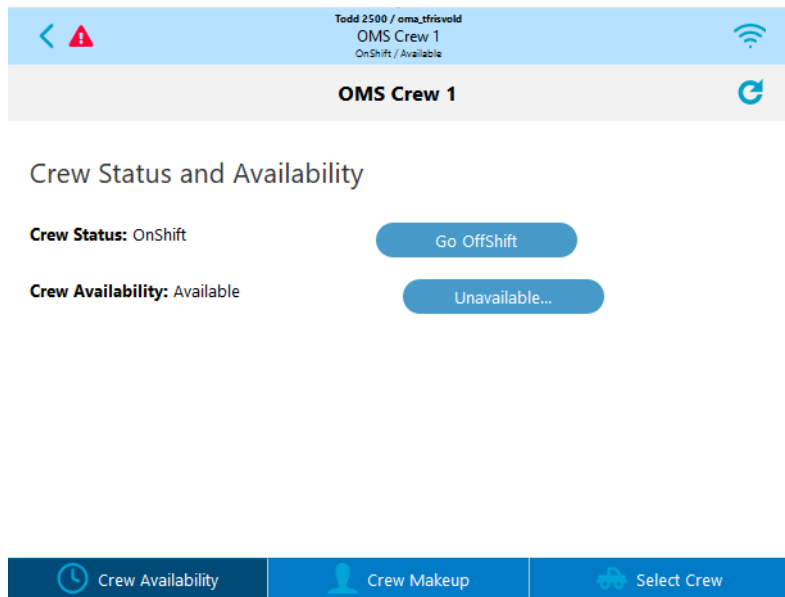 Todd 2500 / oma_tfrisvold
OMS Crew 1
OnShift / Available
OMS Crew 1
Crew Status and Availability
Crew Status: OnShift
Go OffShift
Crew Availability: Available
Unavailable...
Crew Availability
Crew Makeup
Select Crew